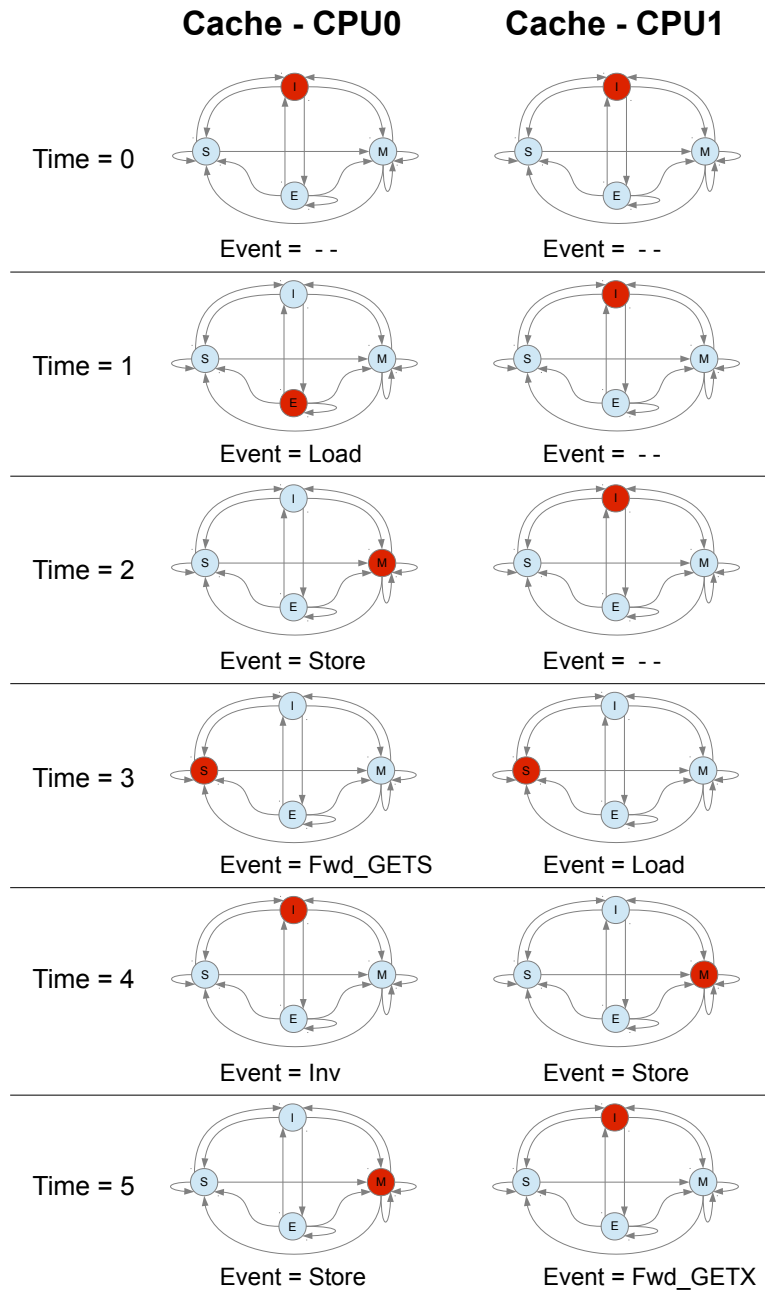 Cache - CPU0 Cache - CPU1
I I
Time = 0 S M S M
E E
Event = - - Event = - -
I I
Time = 1 S M S M
E E
Event = Load Event = - -
I I
Time = 2 S M S M
E E
Event = Store Event = - -
I I
Time = 3 S M S M
E E
Event = Fwd_GETS Event = Load
I I
Time = 4 S M S M
E E
Event = Inv Event = Store
I I
Time = 5 S M S M
E E
Event = Store Event = Fwd_GETX